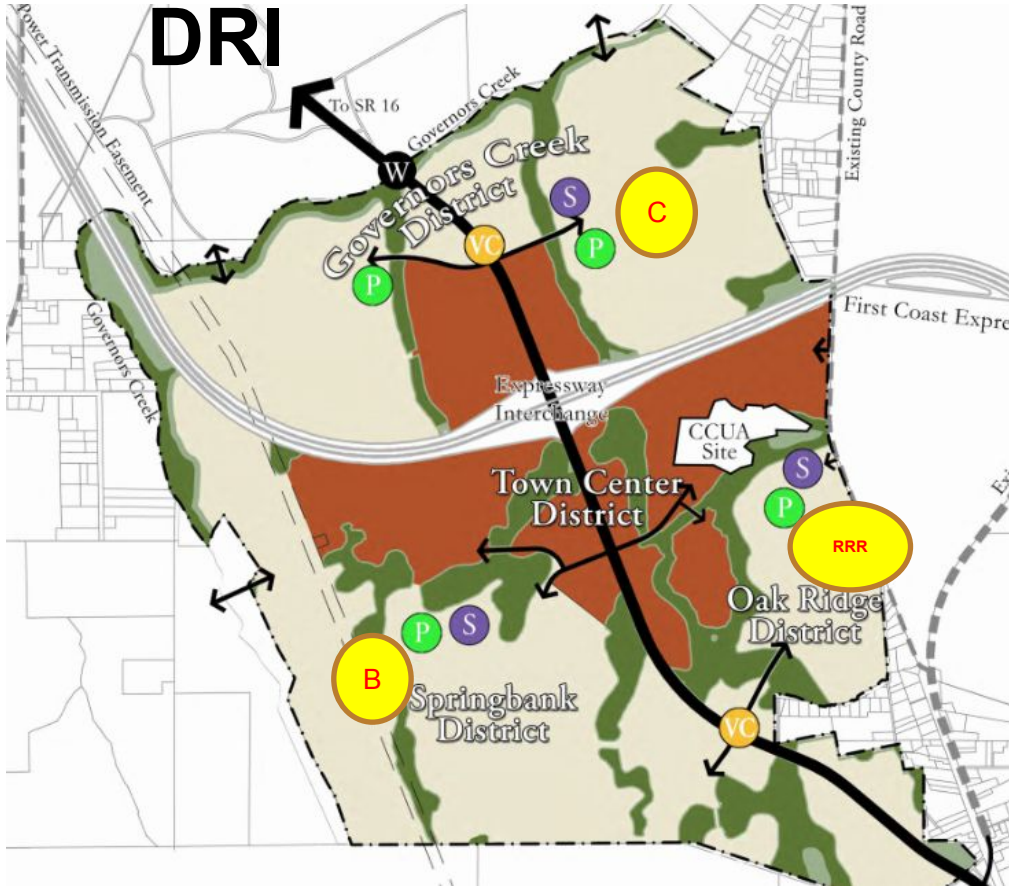 DRI
Power Transmission Easement
To SR 16
Governors Creek
Existing County Road
W
Governors Creek
District
S
C
VC
P
P
Governors Creek
First Coast Expre
Expressway
Interchange
CCUA
Site
S
Town Center
District
P
RRR
Oak Ridge
District
P
S
B
Springbank
District
VC